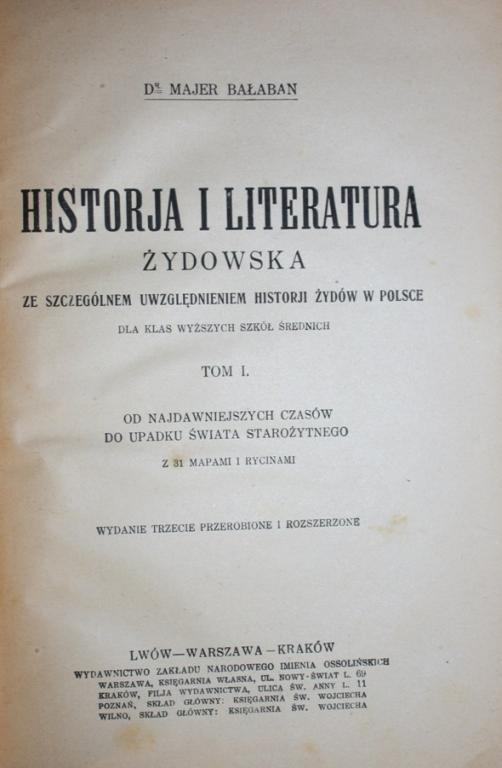 DR MAJER BAŁABAN
HISTORJA I LITERATURA
ŻYDOWSKA
ZE SZCZEGÓLNEM UWZGLĘDNIENIEM HISTORJI ŻYDÓW W POLSCE
DLA KLAS WYŻSZYCH SZKÓŁ ŚREDNICH
TOM I.
OD NAJDAWNIEJSZYCH CZASÓW
DO UPADKU ŚWIATA STAROŻYTNEGO
Z 31 MAPAMI I RYCINAMI
WYDANIE TRZECIE PRZEROBIONE I ROZSZERZONE
LWÓW—WARSZAWA—KRAKÓW
WYDAWNICTWO ZAKŁADU NARODOWEGO IMIENIA OSSOLIŃSKICH
WARSZAWA, KSIĘGARNIA WŁASNA, UL. NOWY-ŚWIAT L. 69
KRAKÓW, FILJA WYDAWNICTWA, ULICA ŚW. ANNY L. 11
POZNAŃ, SKŁAD GŁÓWNY: KSIĘGARNIA ŚW. WOJCIECHA
WILNO, SKŁAD GŁÓWNY: KSIĘGARNIA ŚW. WOJCIECHA